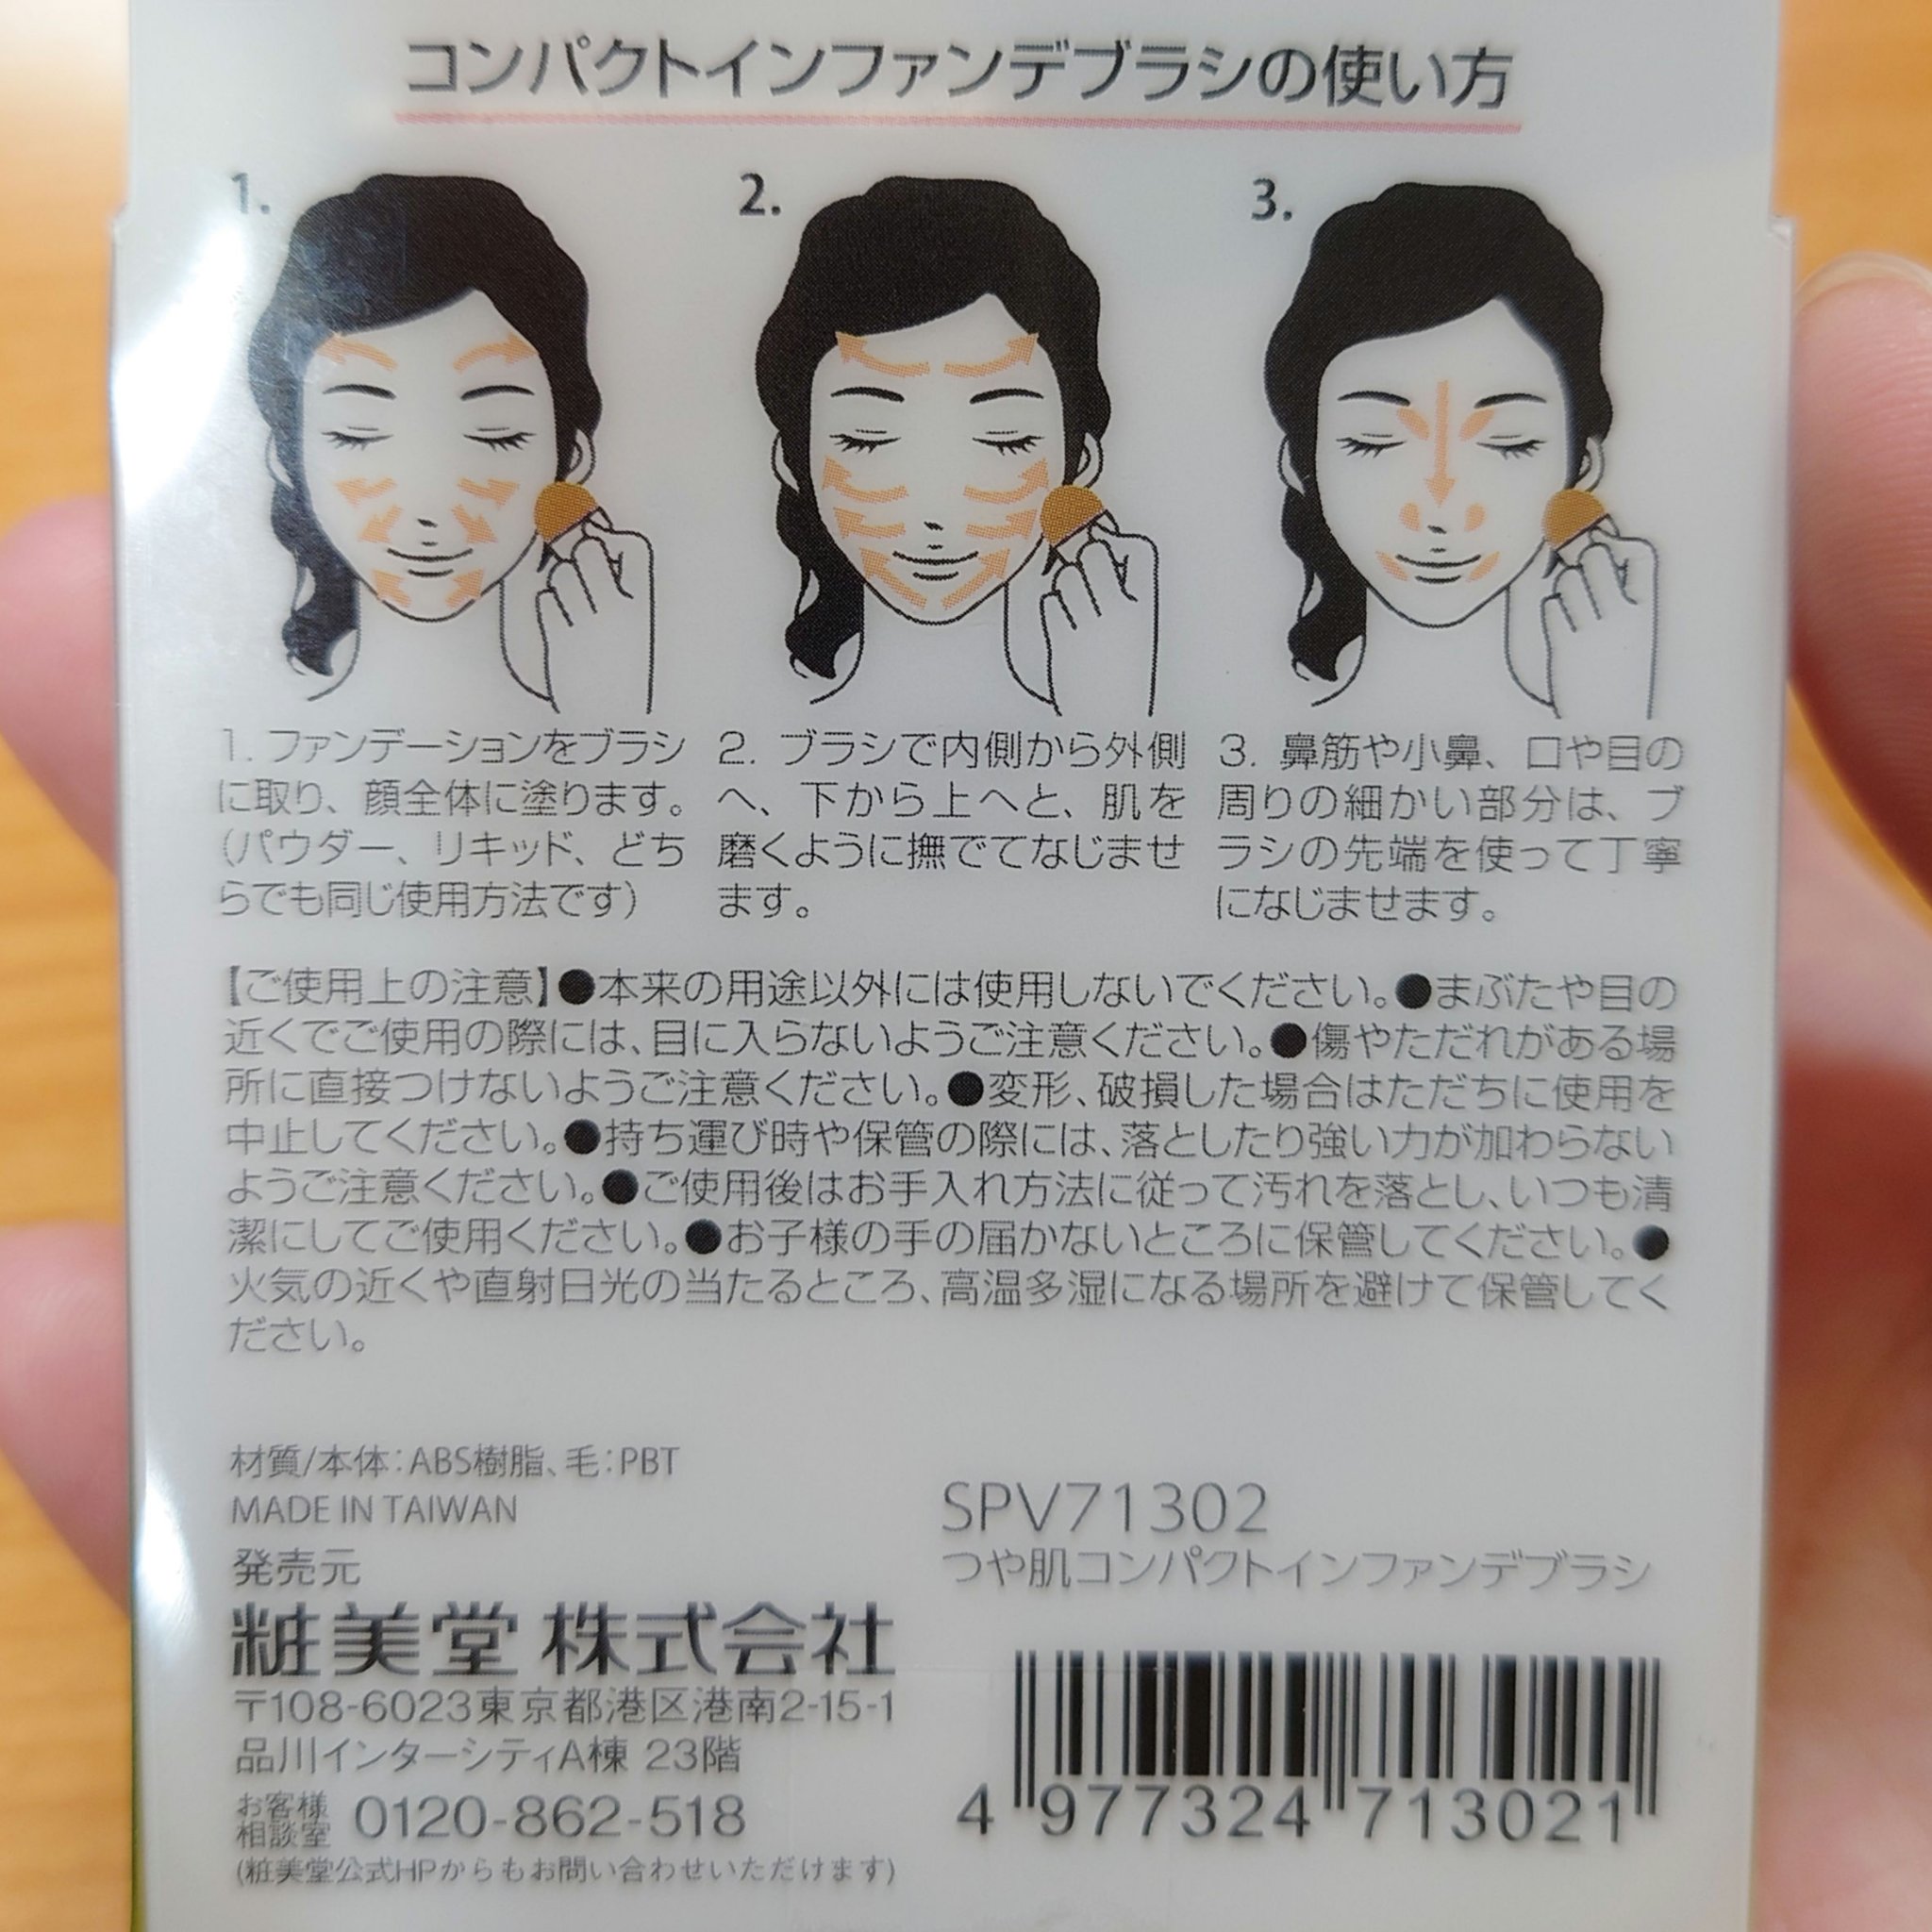 コンパクトインファンデブラシの使い方
1.
2.
3.
1. ファンデーションをブラシ
に取り、顔全体に塗ります。
(パウダー、リキッド、どち
らでも同じ使用方法です)
2. ブラシで内側から外側
へ、下から上へと、肌を
磨くように撫でてなじませ
ます。
3. 鼻筋や小鼻、口や目の
周りの細かい部分は、ブ
ラシの先端を使って丁寧
になじませます。
【ご使用上の注意】●本来の用途以外には使用しないでください。●まぶたや目の
近くでご使用の際には、目に入らないようご注意ください。●傷やただれがある場
所に直接つけないようご注意ください。●変形、破損した場合はただちに使用を
中止してください。●持ち運び時や保管の際には、落としたり強い力が加わらない
ようご注意ください。●ご使用後はお手入れ方法に従って汚れを落とし、いつも清
潔にしてご使用ください。●お子様の手の届かないところに保管してください。●
火気の近くや直射日光の当たるところ、高温多湿になる場所を避けて保管してく
ださい。
材質/本体:ABS樹脂、毛:PBT
MADE IN TAIWAN
発売元
粧美堂 株式会社
〒108-6023東京都港区港南2-15-1
品川インターシティA棟 23階
お客様
相談室 0120-862-518
(粧美堂公式HPからもお問い合わせいただけます)
SPV71302
つや肌コンパクトインファンデブラシ
4 977324 713021